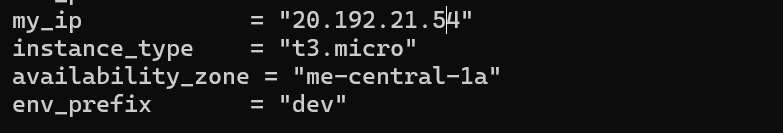 my_ip             = "20.192.21.54"
instance_type     = "t3.micro"
availability_zone = "me-central-1a"
env_prefix        = "dev"